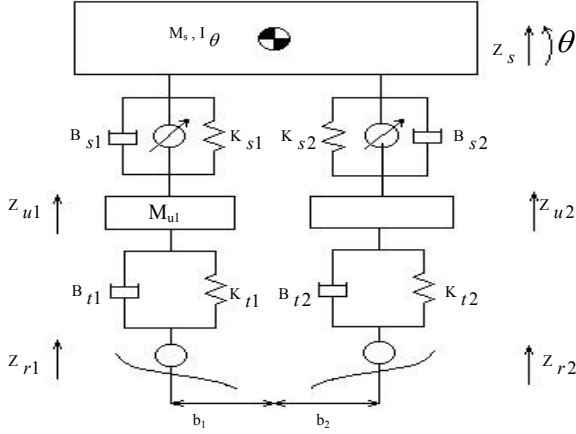 Ms , Iθ
Zs
θ
Bs1
Ks1
Ks2
Bs2
Zu1
Mu1
Zu2
Bt1
Kt1
Bt2
Kt2
Zr1
Zr2
b1
b2